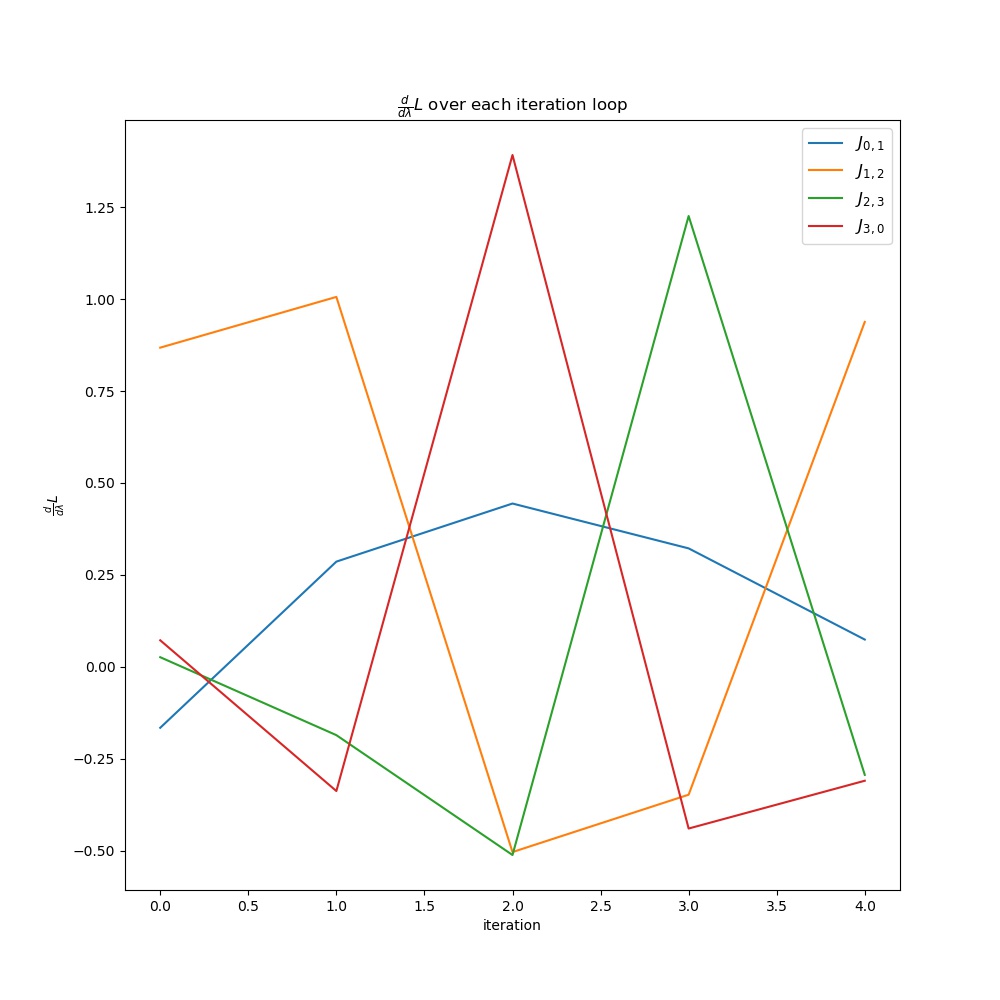 d/dλ L over each iteration loop
J0,1
J1,2
J2,3
J3,0
1.25
1.00
0.75
0.50
0.25
0.00
−0.25
−0.50
d/dλ L
0.0 0.5 1.0 1.5 2.0 2.5 3.0 3.5 4.0
iteration